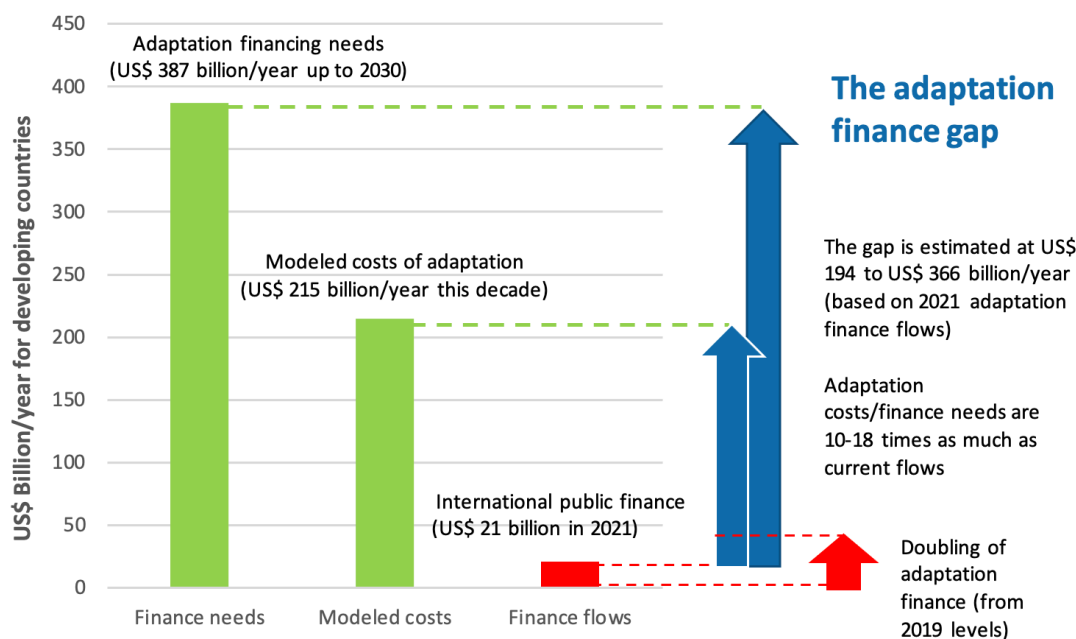 US$ Billion/year for developing countries
450
400
350
300
250
200
150
100
50
0
Adaptation financing needs
(US$ 387 billion/year up to 2030)
Modeled costs of adaptation
(US$ 215 billion/year this decade)
International public finance
(US$ 21 billion in 2021)
Finance needs
Modeled costs
Finance flows
The adaptation
finance gap
The gap is estimated at US$
194 to US$ 366 billion/year
(based on 2021 adaptation
finance flows)
Adaptation
costs/finance needs are
10-18 times as much as
current flows
Doubling of
adaptation
finance (from
2019 levels)